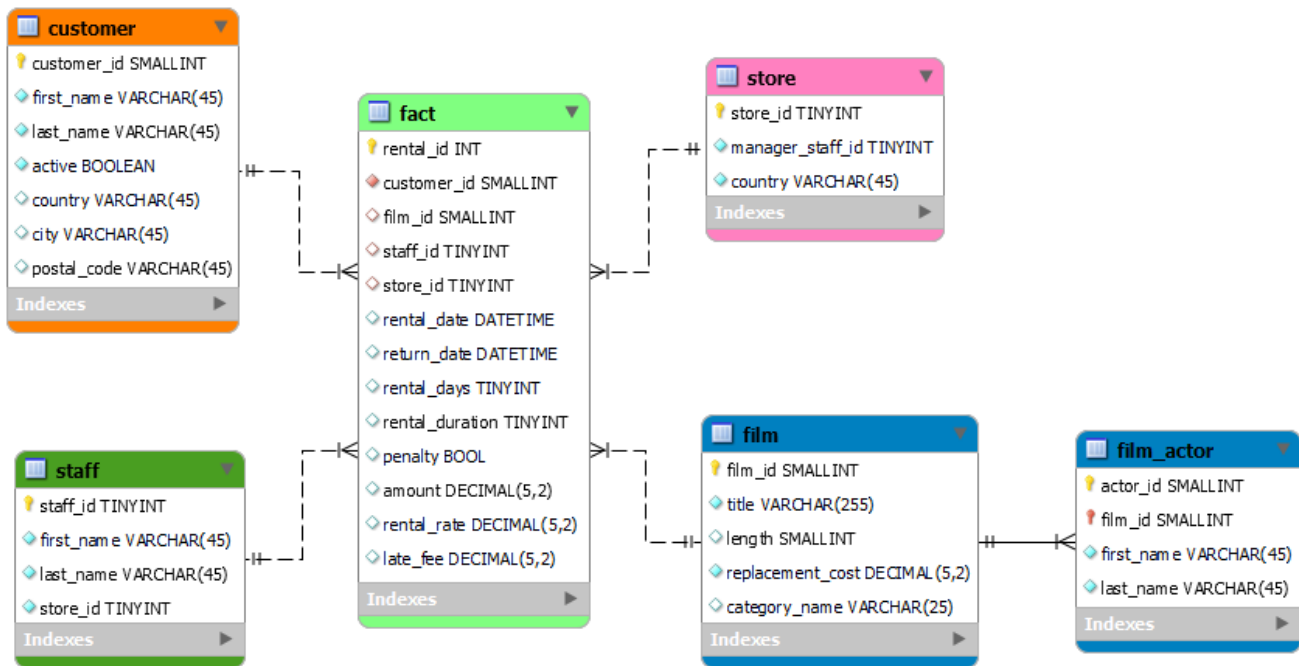 customer
customer_id SMALLINT
first_name VARCHAR(45)
last_name VARCHAR(45)
active BOOLEAN
country VARCHAR(45)
city VARCHAR(45)
postal_code VARCHAR(45)
Indexes
fact
rental_id INT
customer_id SMALLINT
film_id SMALLINT
staff_id TINYINT
store_id TINYINT
rental_date DATETIME
return_date DATETIME
rental_days TINYINT
rental_duration TINYINT
penalty BOOL
amount DECIMAL(5,2)
rental_rate DECIMAL(5,2)
late_fee DECIMAL(5,2)
Indexes
store
store_id TINYINT
manager_staff_id TINYINT
country VARCHAR(45)
Indexes
staff
staff_id TINYINT
first_name VARCHAR(45)
last_name VARCHAR(45)
store_id TINYINT
Indexes
film
film_id SMALLINT
title VARCHAR(255)
length SMALLINT
replacement_cost DECIMAL(5,2)
category_name VARCHAR(25)
Indexes
film_actor
actor_id SMALLINT
film_id SMALLINT
first_name VARCHAR(45)
last_name VARCHAR(45)
Indexes